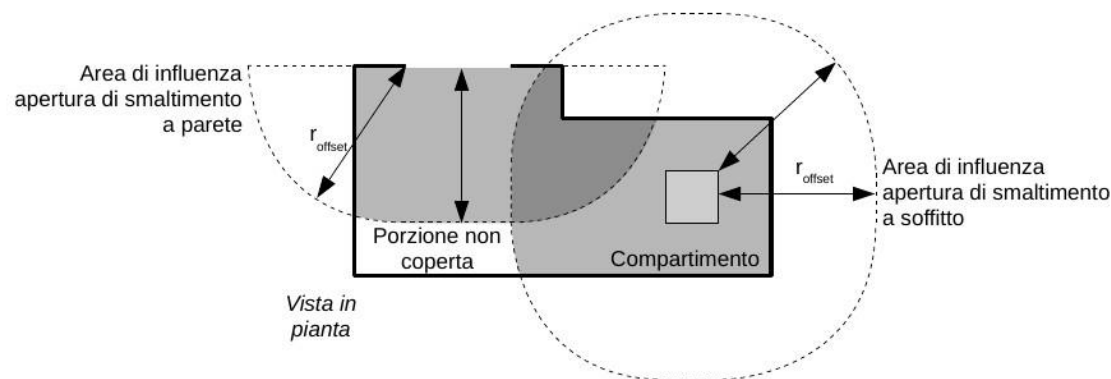 Area di influenza
apertura di smaltimento
a parete
r offset
Porzione non
coperta
Vista in
pianta
Compartimento
r offset
Area di influenza
apertura di smaltimento
a soffitto